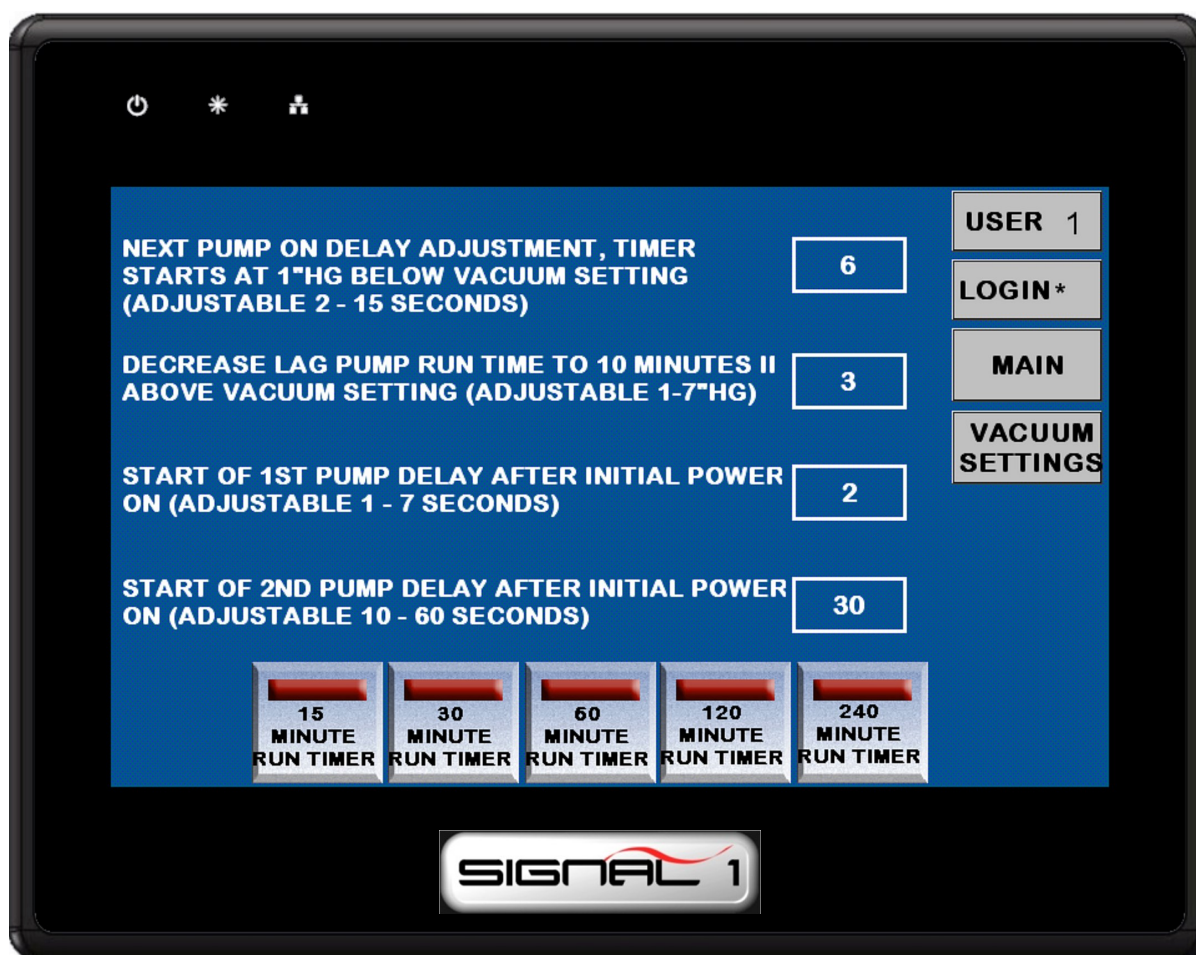 NEXT PUMP ON DELAY ADJUSTMENT, TIMER
STARTS AT 1"HG BELOW VACUUM SETTING
(ADJUSTABLE 2 - 15 SECONDS)
6
DECREASE LAG PUMP RUN TIME TO 10 MINUTES II
ABOVE VACUUM SETTING (ADJUSTABLE 1-7"HG)
3
START OF 1ST PUMP DELAY AFTER INITIAL POWER
ON (ADJUSTABLE 1 - 7 SECONDS)
2
START OF 2ND PUMP DELAY AFTER INITIAL POWER
ON (ADJUSTABLE 10 - 60 SECONDS)
30
USER 1
LOGIN*
MAIN
VACUUM
SETTINGS
15
MINUTE
RUN TIMER
30
MINUTE
RUN TIMER
60
MINUTE
RUN TIMER
120
MINUTE
RUN TIMER
240
MINUTE
RUN TIMER
SIGNAL 1